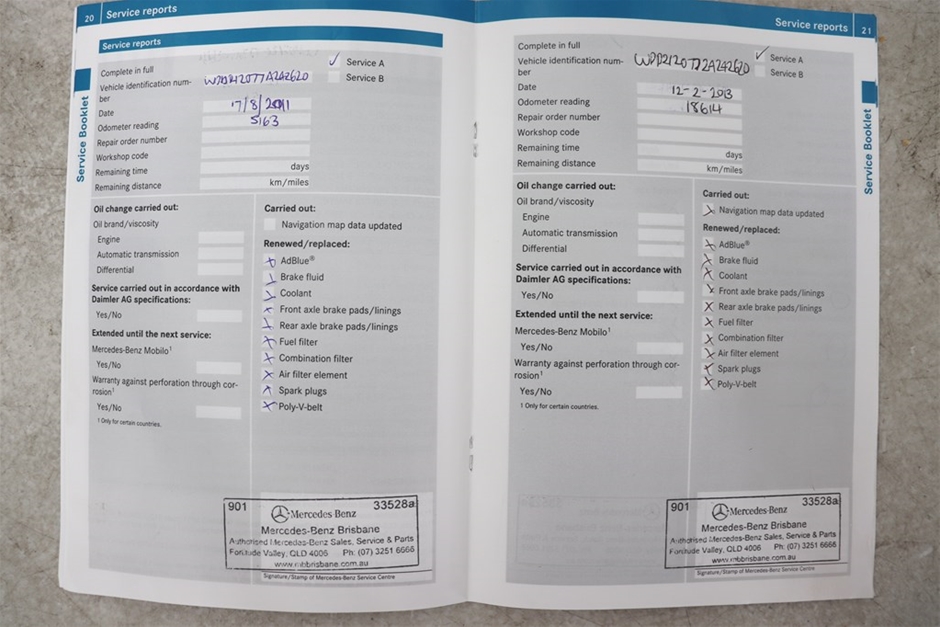 20 Service reports
Service reports
Complete in full
✓ Service A
Service B
Vehicle identification num-
ber
WDD2120772A242620
Date
17/8/2011
Odometer reading
5163
Repair order number
Workshop code
Remaining time
days
Remaining distance
km/miles
Service Booklet
Oil change carried out:
Oil brand/viscosity
Engine
Automatic transmission
Differential
Service carried out in accordance with
Daimler AG specifications:
Yes/No
Extended until the next service:
Mercedes-Benz Mobilo¹
Yes/No
Warranty against perforation through cor-
rosion¹
Yes/No
¹ Only for certain countries.
Carried out:
Navigation map data updated
Renewed/replaced:
AdBlue®
Brake fluid
Coolant
Front axle brake pads/linings
Rear axle brake pads/linings
Fuel filter
Combination filter
Air filter element
Spark plugs
Poly-V-belt
901 33528a
Mercedes Benz
Mercedes-Benz Brisbane
Authorised Mercedes-Benz Sales, Service & Parts
Fortitude Valley, QLD 4006 Ph: (07) 3251 6666
www.mbbrisbane.com.au
Signature/Stamp of Mercedes-Benz Service Centre
Service reports 21
Complete in full
✓ Service A
Service B
Vehicle identification num-
ber
WDD2120772A242620
Date
12-2-2013
Odometer reading
18614
Repair order number
Workshop code
Remaining time
days
Remaining distance
km/miles
Service Booklet
Oil change carried out:
Oil brand/viscosity
Engine
Automatic transmission
Differential
Service carried out in accordance with
Daimler AG specifications:
Yes/No
Extended until the next service:
Mercedes-Benz Mobilo¹
Yes/No
Warranty against perforation through cor-
rosion¹
Yes/No
¹ Only for certain countries.
Carried out:
Navigation map data updated
Renewed/replaced:
AdBlue®
Brake fluid
Coolant
Front axle brake pads/linings
Rear axle brake pads/linings
Fuel filter
Combination filter
Air filter element
Spark plugs
Poly-V-belt
901 33528a
Mercedes Benz
Mercedes-Benz Brisbane
Authorised Mercedes-Benz Sales, Service & Parts
Fortitude Valley, QLD 4006 Ph: (07) 3251 6666
www.mbbrisbane.com.au
Signature/Stamp of Mercedes-Benz Service Centre